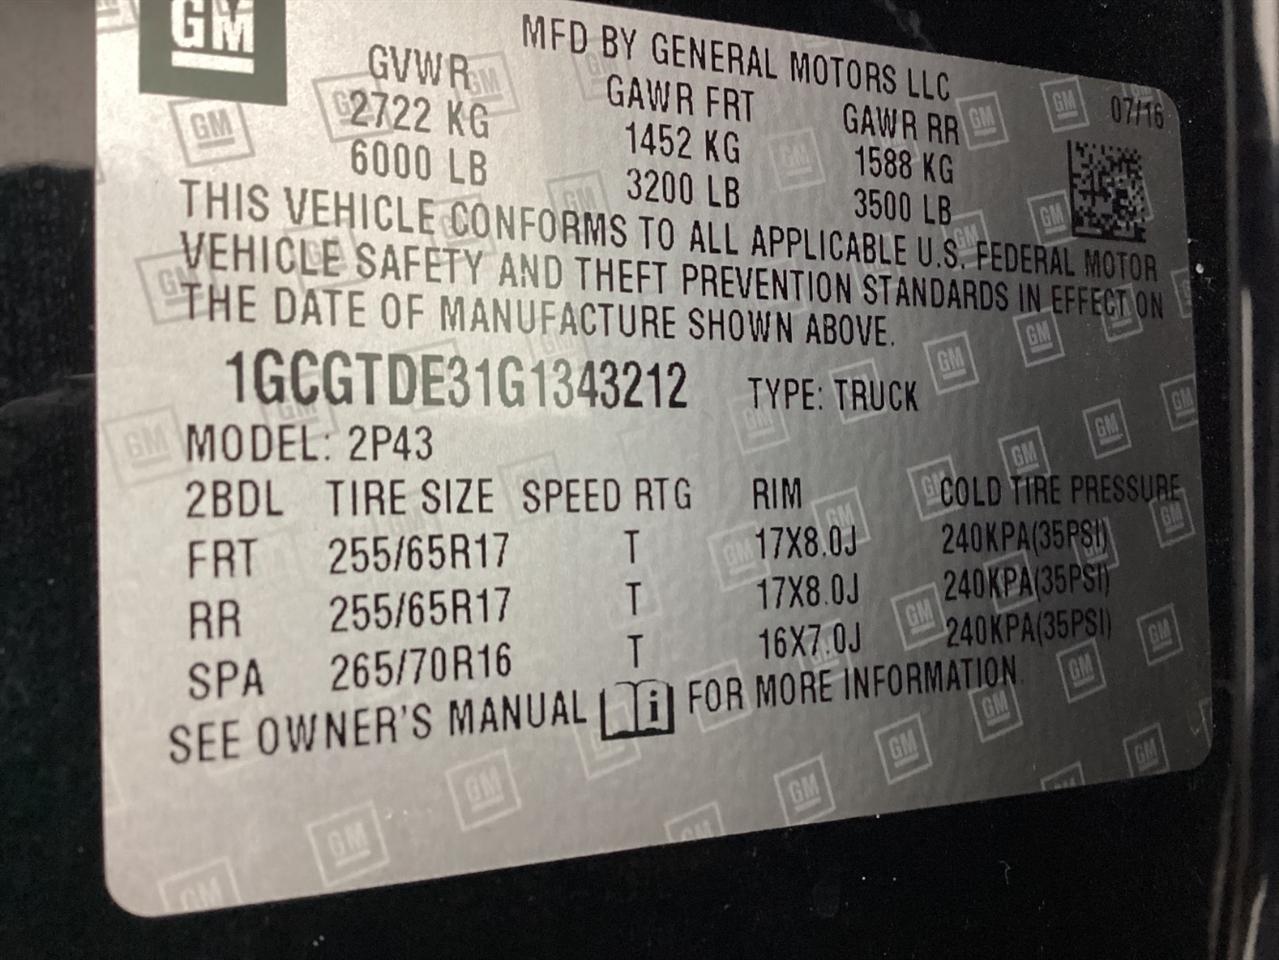 GM
MFD BY GENERAL MOTORS LLC
GVWR GAWR FRT GAWR RR 07/16
2722 KG 1452 KG 1588 KG
6000 LB 3200 LB 3500 LB
THIS VEHICLE CONFORMS TO ALL APPLICABLE U.S. FEDERAL MOTOR
VEHICLE SAFETY AND THEFT PREVENTION STANDARDS IN EFFECT ON
THE DATE OF MANUFACTURE SHOWN ABOVE.
1GCGTDE31G1343212 TYPE: TRUCK
MODEL: 2P43
2BDL TIRE SIZE SPEED RTG RIM COLD TIRE PRESSURE
FRT 255/65R17 T 17X8.0J 240KPA(35PSI)
RR 255/65R17 T 17X8.0J 240KPA(35PSI)
SPA 265/70R16 T 16X7.0J 240KPA(35PSI)
SEE OWNER'S MANUAL i FOR MORE INFORMATION.